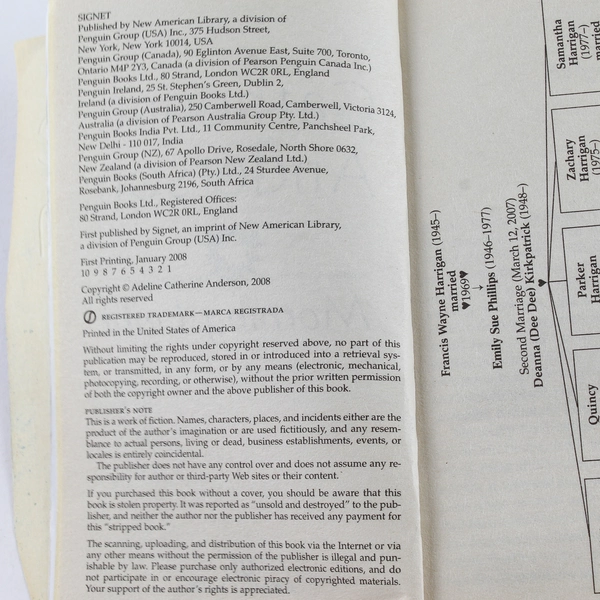 SIGNET
Published by New American Library, a division of
Penguin Group (USA) Inc., 375 Hudson Street,
New York, New York 10014, USA
Penguin Group (Canada), 90 Eglinton Avenue East, Suite 700, Toronto,
Ontario M4P 2Y3, Canada (a division of Pearson Penguin Canada Inc.)
Penguin Books Ltd., 80 Strand, London WC2R 0RL, England
Penguin Ireland, 25 St. Stephen's Green, Dublin 2,
Ireland (a division of Penguin Books Ltd.)
Penguin Group (Australia), 250 Camberwell Road, Camberwell, Victoria 3124,
Australia (a division of Pearson Australia Group Pty. Ltd.)
Penguin Books India Pvt. Ltd., 11 Community Centre, Panchsheel Park,
New Delhi - 110 017, India
Penguin Group (NZ), 67 Apollo Drive, Rosedale, North Shore 0632,
New Zealand (a division of Pearson New Zealand Ltd.)
Penguin Books (South Africa) (Pty.) Ltd., 24 Sturdee Avenue,
Rosebank, Johannesburg 2196, South Africa
Penguin Books Ltd., Registered Offices:
80 Strand, London WC2R 0RL, England
First published by Signet, an imprint of New American Library,
a division of Penguin Group (USA) Inc.
First Printing, January 2008
10 9 8 7 6 5 4 3 2 1
Copyright © Adeline Catherine Anderson, 2008
All rights reserved
REGISTERED TRADEMARK—MARCA REGISTRADA
Printed in the United States of America
Without limiting the rights under copyright reserved above, no part of this
publication may be reproduced, stored in or introduced into a retrieval sys-
tem, or transmitted, in any form, or by any means (electronic, mechanical,
photocopying, recording, or otherwise), without the prior written permission
of both the copyright owner and the above publisher of this book.
PUBLISHER'S NOTE
This is a work of fiction. Names, characters, places, and incidents either are the
product of the author's imagination or are used fictitiously, and any resem-
blance to actual persons, living or dead, business establishments, events, or
locales is entirely coincidental.
The publisher does not have any control over and does not assume any re-
sponsibility for author or third-party Web sites or their content.
If you purchased this book without a cover, you should be aware that this
book is stolen property. It was reported as "unsold and destroyed" to the pub-
lisher, and neither the author nor the publisher has received any payment for
this "stripped book."
The scanning, uploading, and distribution of this book via the Internet or via
any other means without the permission of the publisher is illegal and pun-
ishable by law. Please purchase only authorized electronic editions, and do
not participate in or encourage electronic piracy of copyrighted materials.
Your support of the author's rights is appreciated.
Francis Wayne Harrigan (1945–)
married
♥1969♥
Emily Sue Phillips (1946–1977)
Second Marriage (March 12, 2007)
Deanna (Dee Dee) Kirkpatrick (1948–)
Samantha
Harrigan
(1977–)
married
Zachary
Harrigan
(1975–)
Parker
Harrigan
Quincy